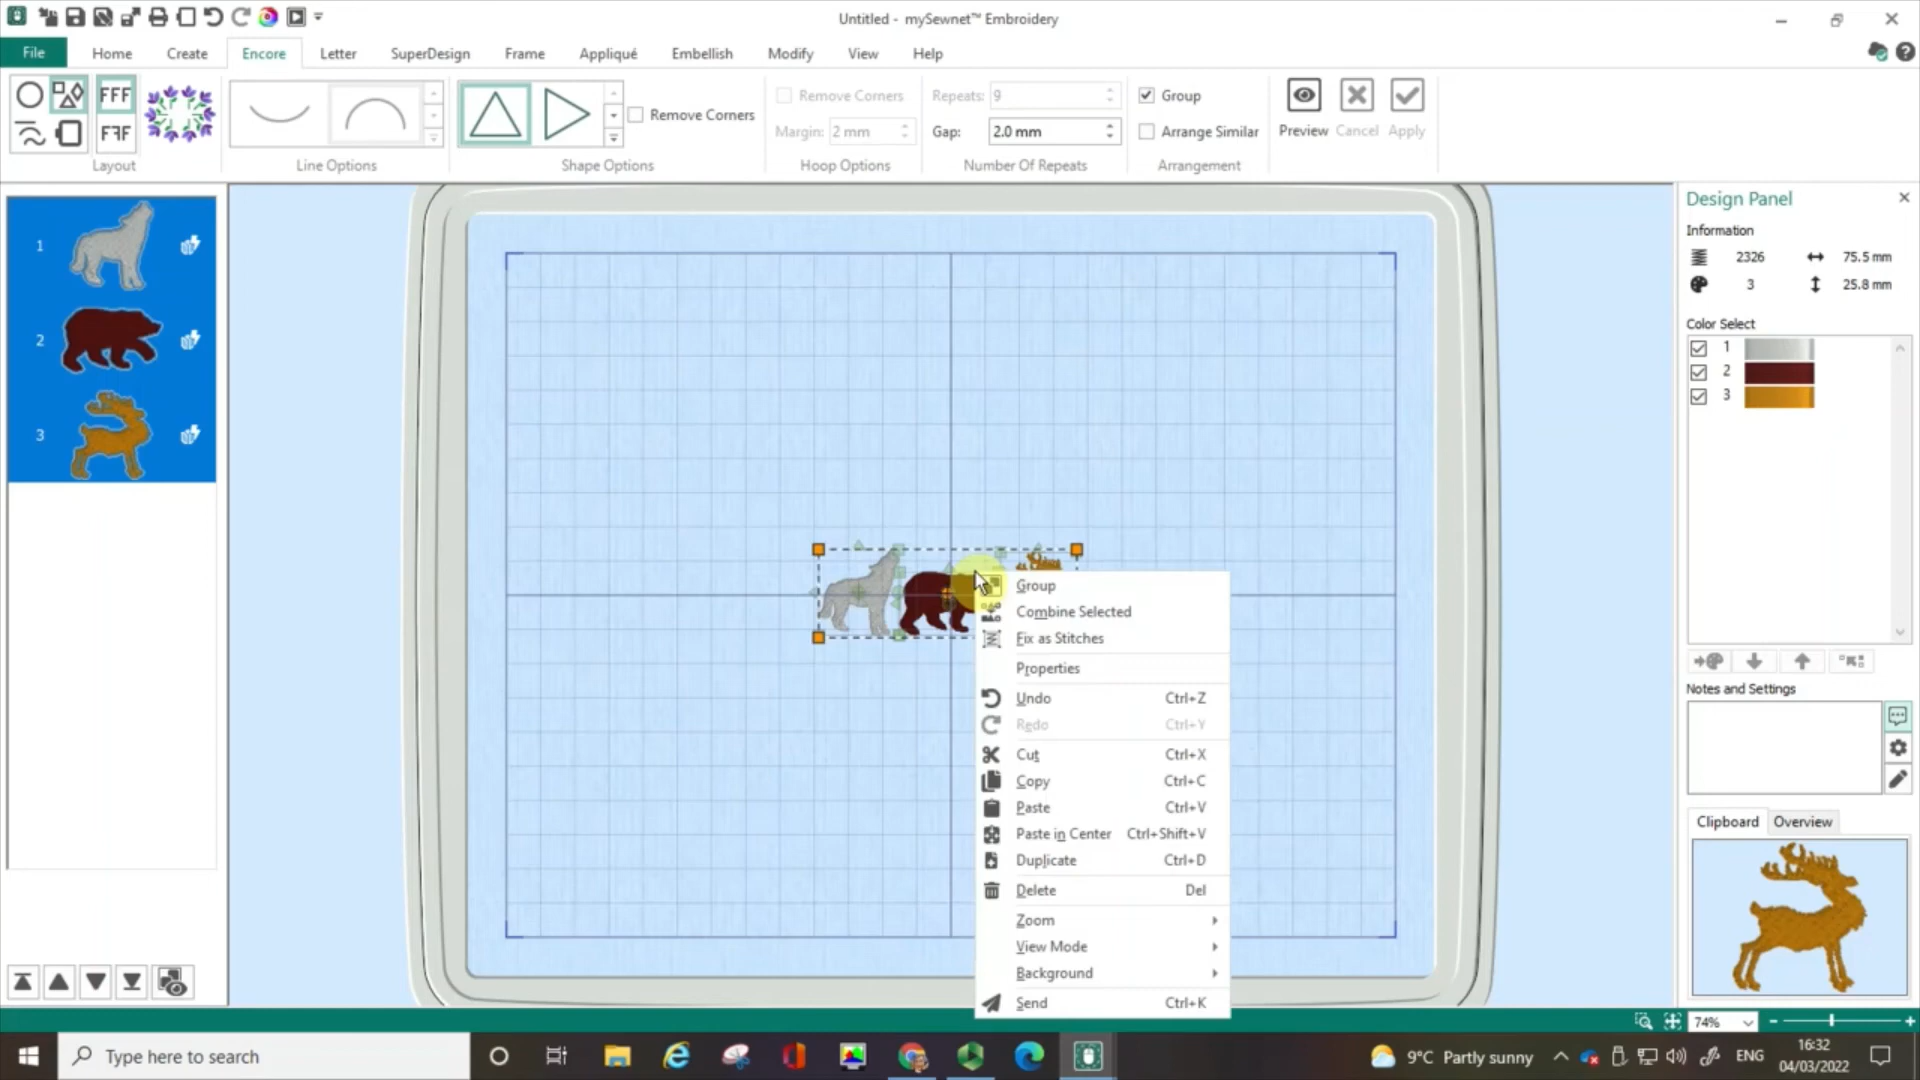 Untitled - mySewnet™ Embroidery
File Home Create Encore Letter SuperDesign Frame Appliqué Embellish Modify View Help
FFF
FFF
Remove Corners
Remove Corners
Margin: 2 mm
Repeats: 9
Gap: 2.0 mm
Group
Arrange Similar
Preview Cancel Apply
Layout Line Options Shape Options Hoop Options Number Of Repeats Arrangement
1
2
3
Group
Combine Selected
Fix as Stitches
Properties
Undo Ctrl+Z
Redo Ctrl+Y
Cut Ctrl+X
Copy Ctrl+C
Paste Ctrl+V
Paste in Center Ctrl+Shift+V
Duplicate Ctrl+D
Delete Del
Zoom
View Mode
Background
Send Ctrl+K
Design Panel
Information
2326 75.5 mm
3 25.8 mm
Color Select
1
2
3
Notes and Settings
Clipboard Overview
74%
Type here to search
9°C Partly sunny
ENG
16:32
04/03/2022